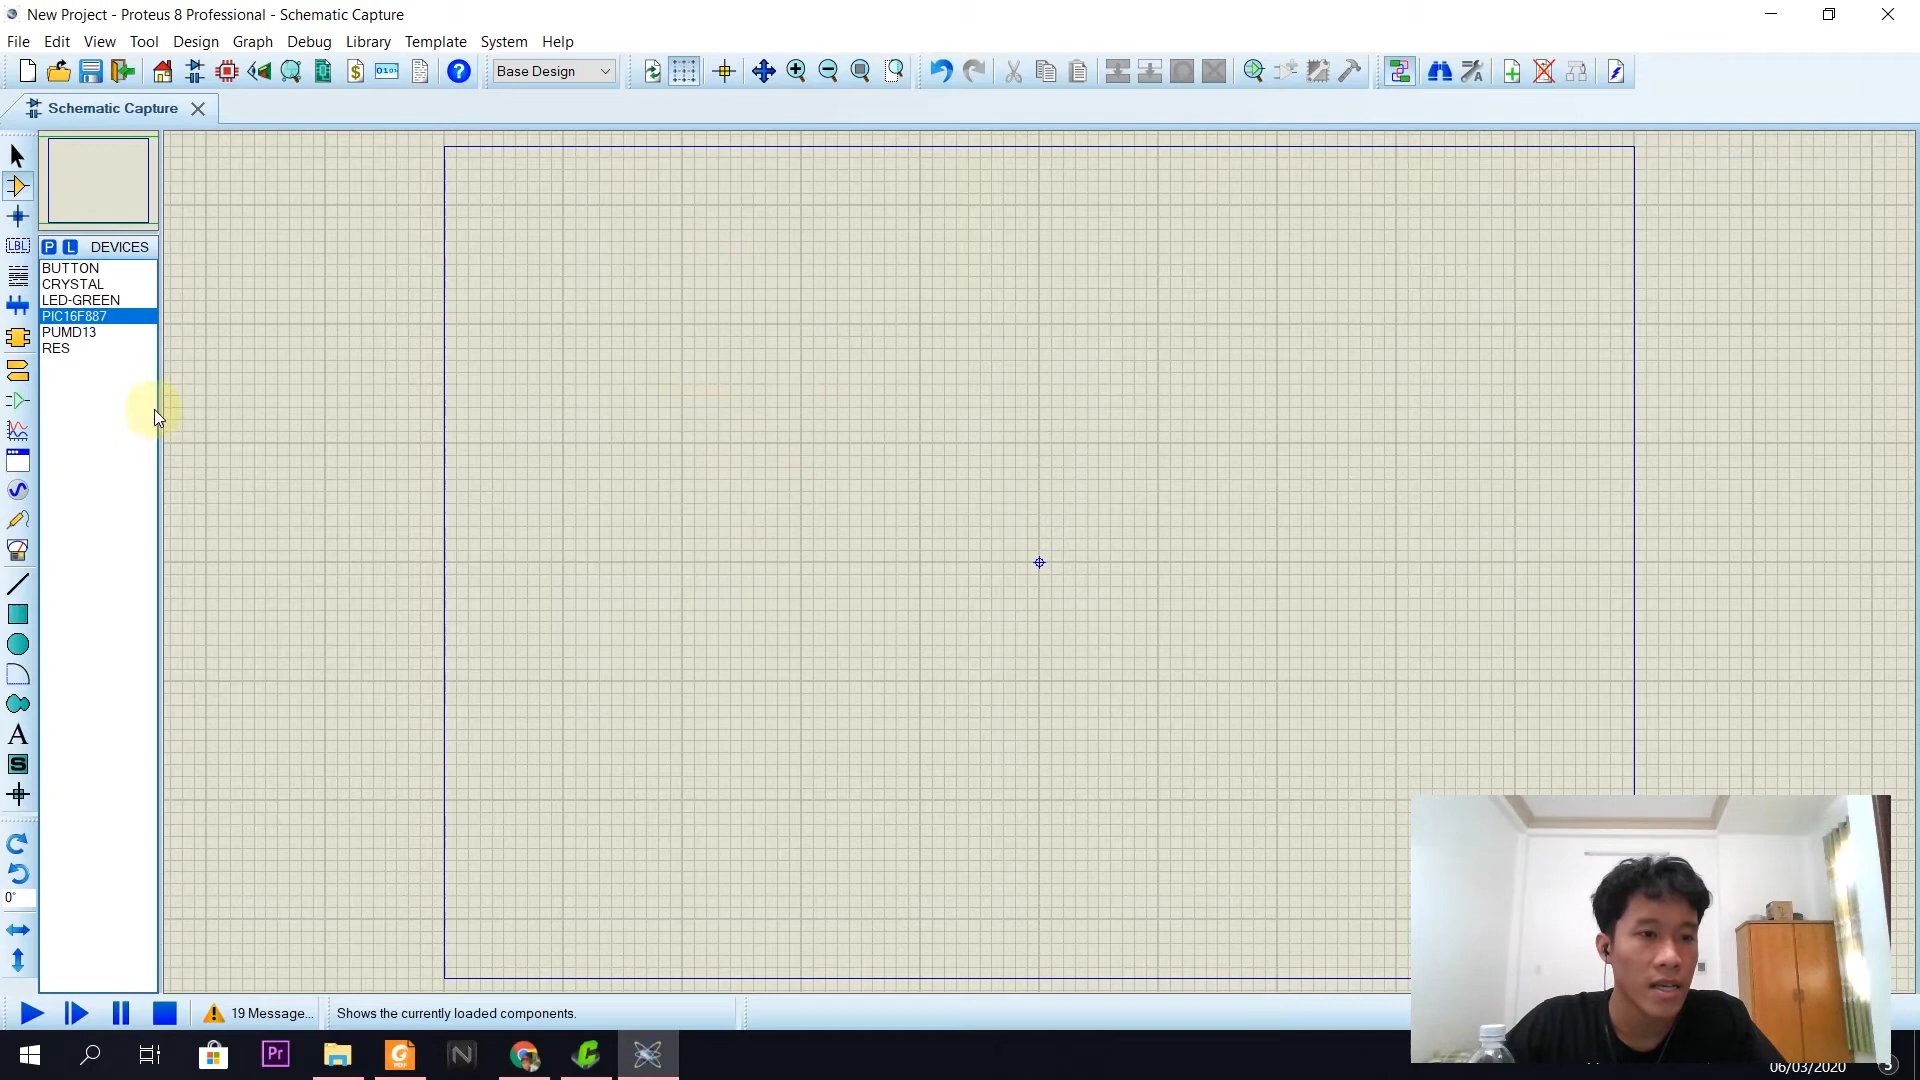 New Project - Proteus 8 Professional - Schematic Capture
File Edit View Tool Design Graph Debug Library Template System Help
Base Design
Schematic Capture
P L DEVICES
BUTTON
CRYSTAL
LED-GREEN
PIC16F887
PUMD13
RES
LBL
A
S
0°
19 Message...
Shows the currently loaded components.
Pr
N
06/03/2020